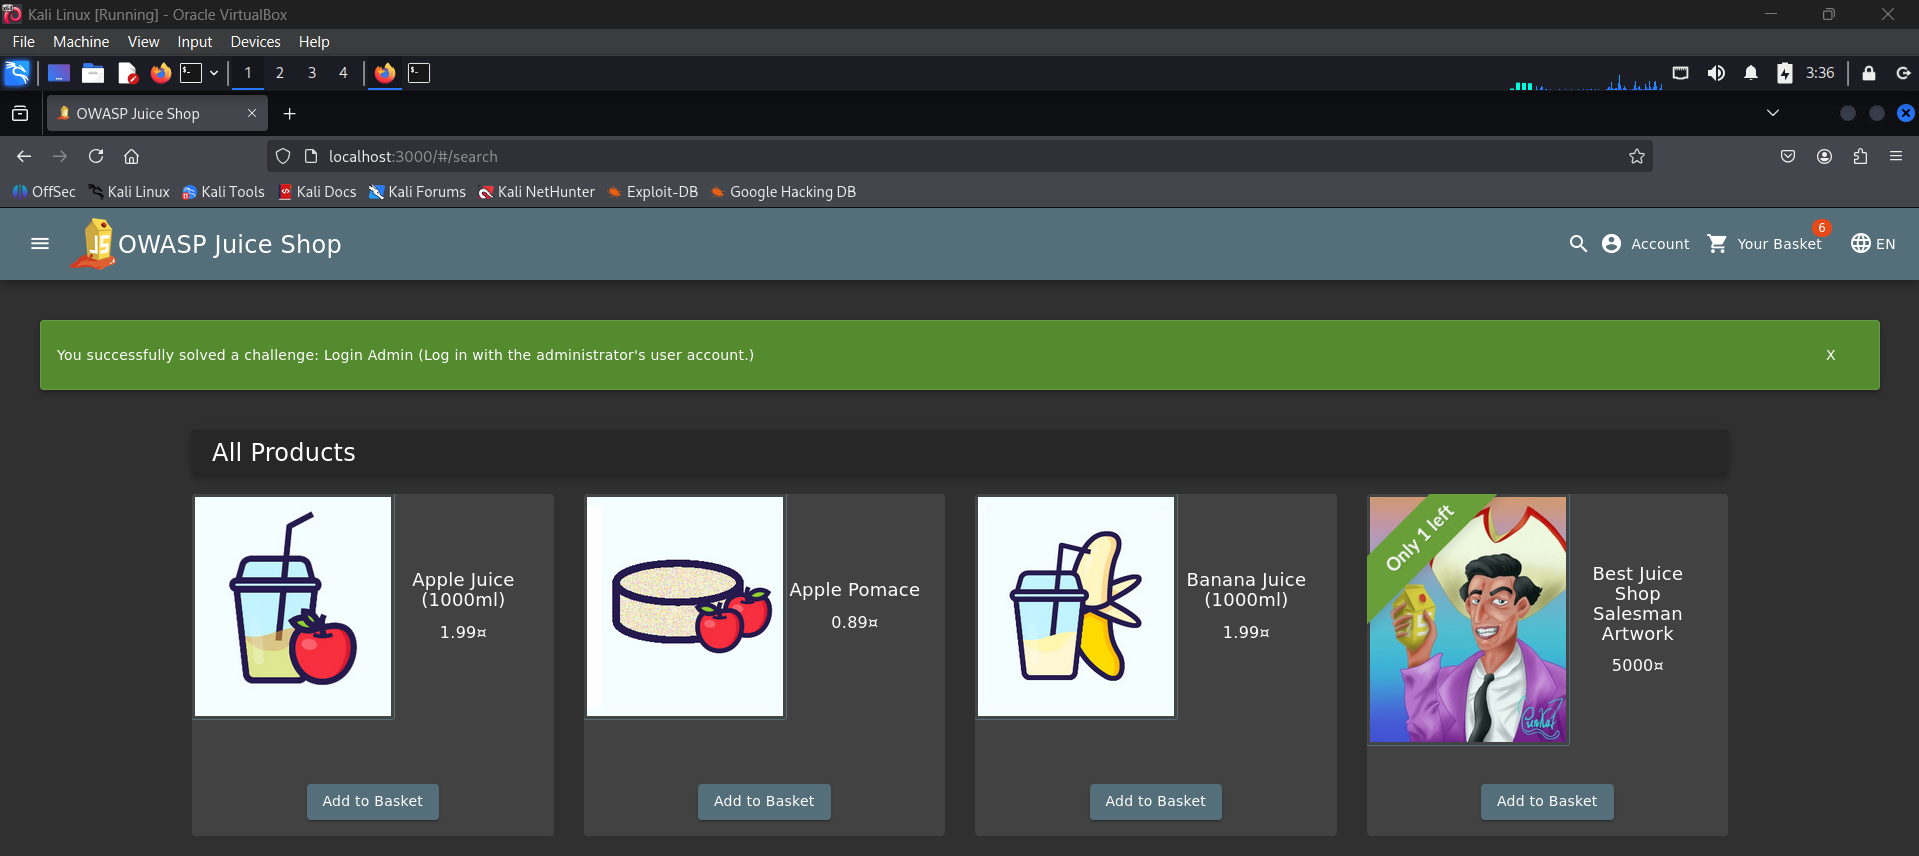 Kali Linux [Running] - Oracle VirtualBox
File Machine View Input Devices Help
1 2 3 4
3:36
OWASP Juice Shop
localhost:3000/#/search
OffSec Kali Linux Kali Tools Kali Docs Kali Forums Kali NetHunter Exploit-DB Google Hacking DB
OWASP Juice Shop
Account
Your Basket
6
EN
You successfully solved a challenge: Login Admin (Log in with the administrator's user account.)
X
All Products
Apple Juice
(1000ml)
1.99¤
Add to Basket
Apple Pomace
0.89¤
Add to Basket
Banana Juice
(1000ml)
1.99¤
Add to Basket
Only 1 left
Best Juice
Shop
Salesman
Artwork
5000¤
Add to Basket